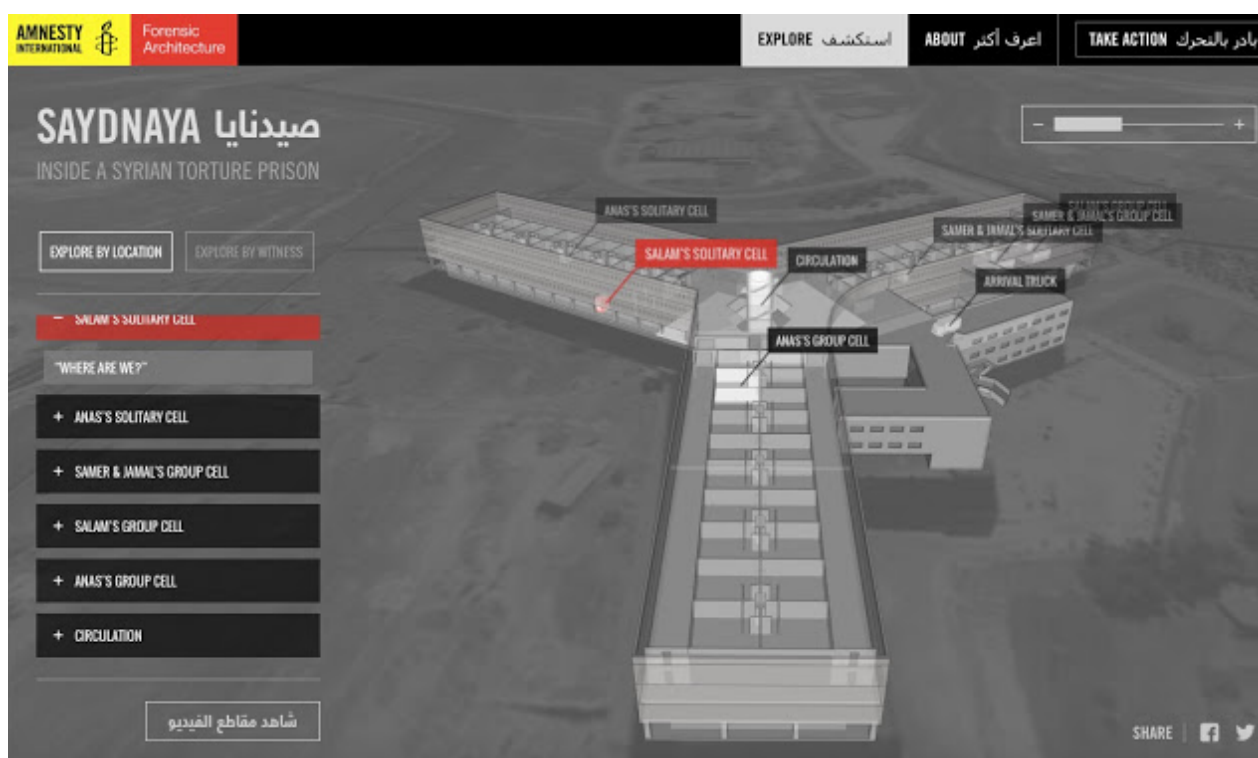 AMNESTY
INTERNATIONAL
Forensic
Architecture
EXPLORE استكشف
ABOUT اعرف أكثر
TAKE ACTION بادر بالتحرك
SAYDNAYA صيدنايا
INSIDE A SYRIAN TORTURE PRISON
EXPLORE BY LOCATION
EXPLORE BY WITNESS
− SALAM'S SOLITARY CELL
"WHERE ARE WE?"
+ ANAS'S SOLITARY CELL
+ SAMER & JAMAL'S GROUP CELL
+ SALAM'S GROUP CELL
+ ANAS'S GROUP CELL
+ CIRCULATION
شاهد مقاطع الفيديو
− +
ANAS'S SOLITARY CELL
SALAM'S GROUP CELL
SAMER & JAMAL'S GROUP CELL
SAMER & JAMAL'S SOLITARY CELL
SALAM'S SOLITARY CELL
CIRCULATION
ARRIVAL TRUCK
ANAS'S GROUP CELL
SHARE